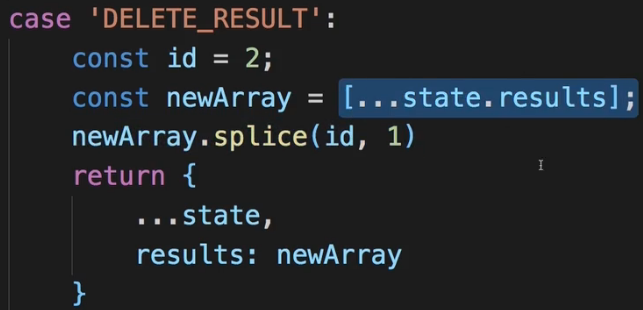 case 'DELETE_RESULT':
const id = 2;
const newArray = [...state.results];
newArray.splice(id, 1)
return {
...state,
results: newArray
}